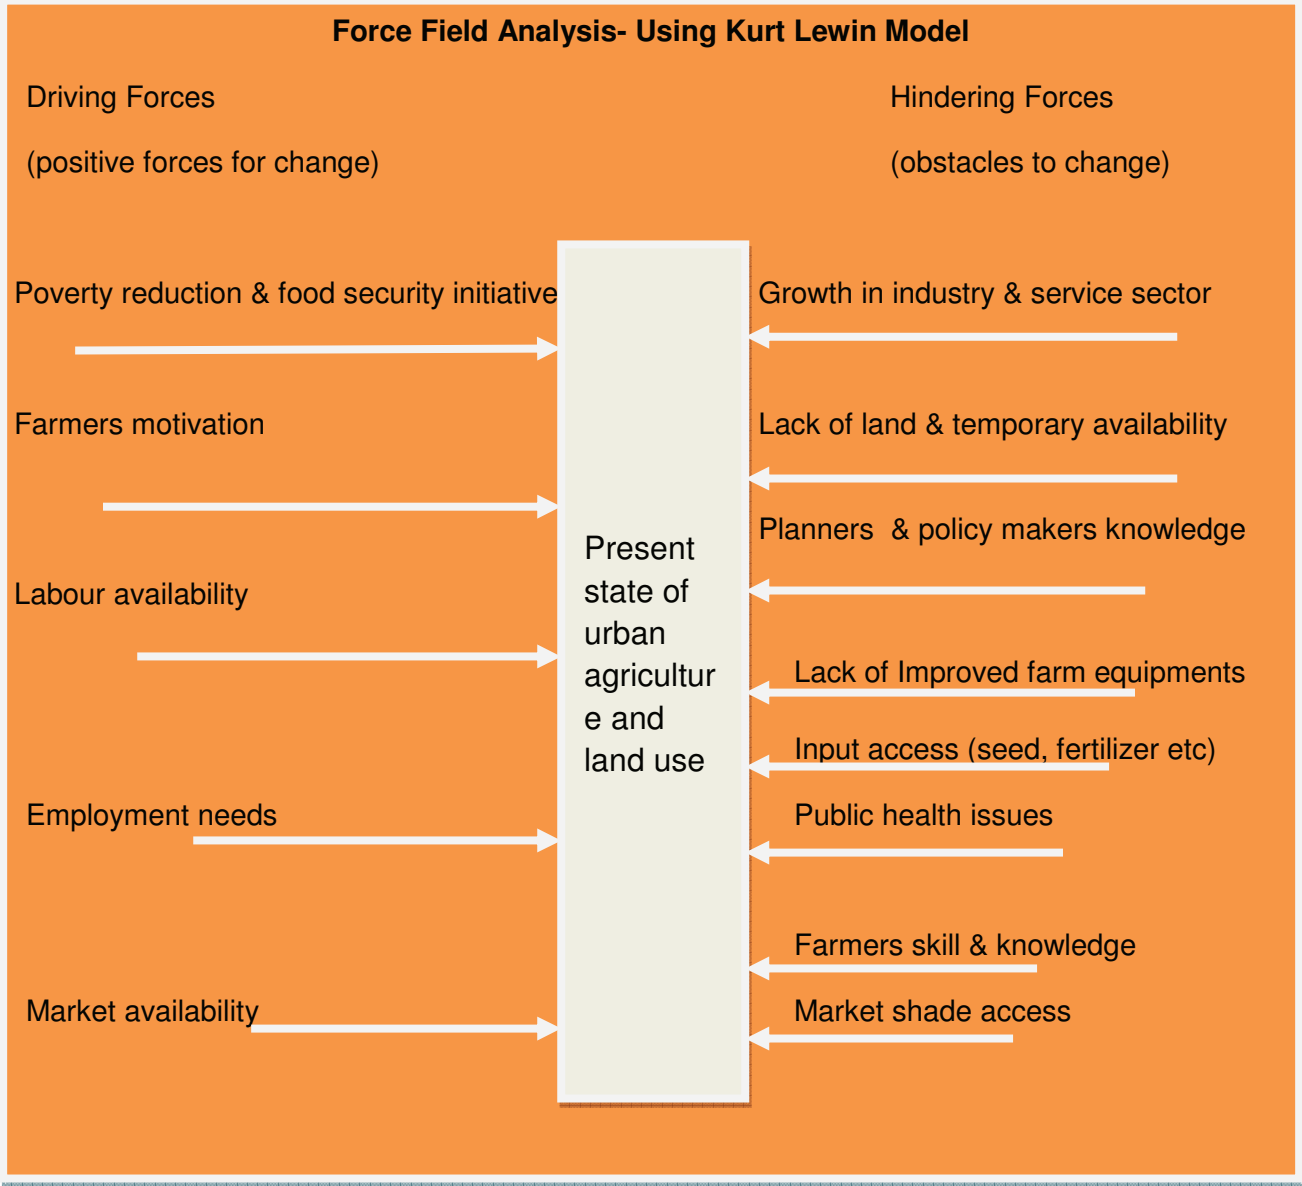 Force Field Analysis- Using Kurt Lewin Model
Driving Forces
(positive forces for change)
Hindering Forces
(obstacles to change)
Poverty reduction & food security initiative
Farmers motivation
Labour availability
Employment needs
Market availability
Present
state of
urban
agricultur
e and
land use
Growth in industry & service sector
Lack of land & temporary availability
Planners & policy makers knowledge
Lack of Improved farm equipments
Input access (seed, fertilizer etc)
Public health issues
Farmers skill & knowledge
Market shade access